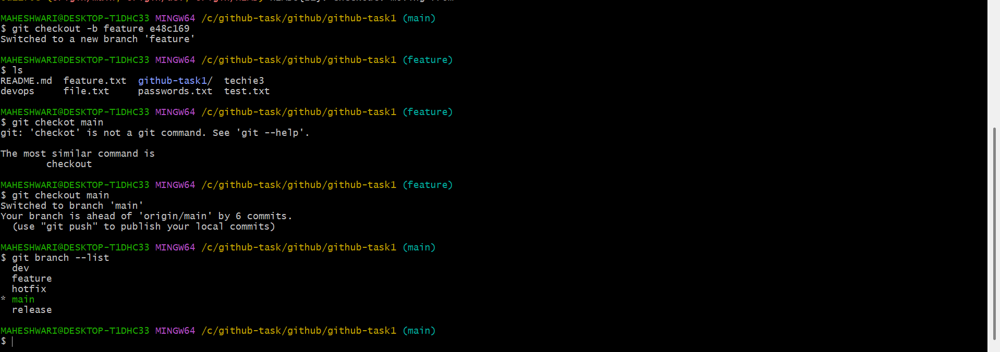 MAHESHWARI@DESKTOP-T1DHC33 MINGW64 /c/github-task/github/github-task1 (main)
$ git checkout -b feature e48c169
Switched to a new branch 'feature'
MAHESHWARI@DESKTOP-T1DHC33 MINGW64 /c/github-task/github/github-task1 (feature)
$ ls
README.md  feature.txt  github-task1/  techie3
devops     file.txt     passwords.txt  test.txt
MAHESHWARI@DESKTOP-T1DHC33 MINGW64 /c/github-task/github/github-task1 (feature)
$ git checkot main
git: 'checkot' is not a git command. See 'git --help'.
The most similar command is
        checkout
MAHESHWARI@DESKTOP-T1DHC33 MINGW64 /c/github-task/github/github-task1 (feature)
$ git checkout main
Switched to branch 'main'
Your branch is ahead of 'origin/main' by 6 commits.
  (use "git push" to publish your local commits)
MAHESHWARI@DESKTOP-T1DHC33 MINGW64 /c/github-task/github/github-task1 (main)
$ git branch --list
  dev
  feature
  hotfix
* main
  release
MAHESHWARI@DESKTOP-T1DHC33 MINGW64 /c/github-task/github/github-task1 (main)
$